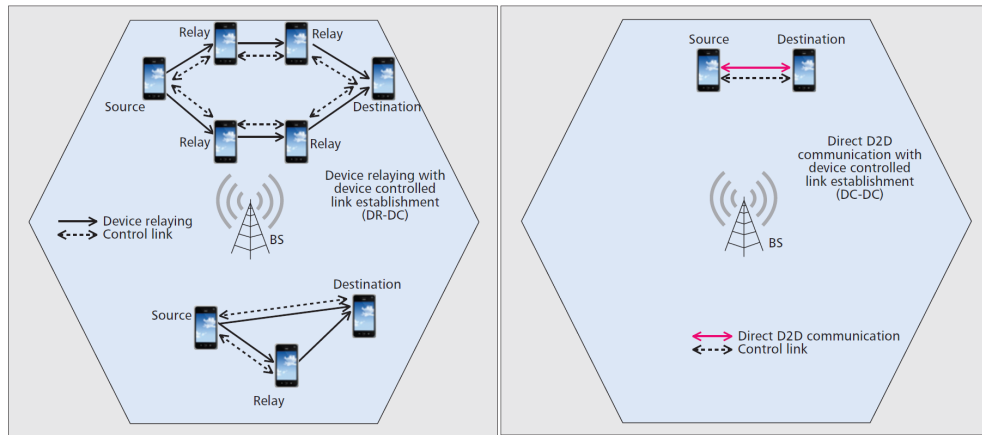 Relay
Relay
Source
Destination
Relay
Relay
Device relaying with
device controlled
link establishment
(DR-DC)
Device relaying
Control link
BS
Destination
Source
Relay
Source
Destination
Direct D2D
communication with
device controlled
link establishment
(DC-DC)
BS
Direct D2D communication
Control link